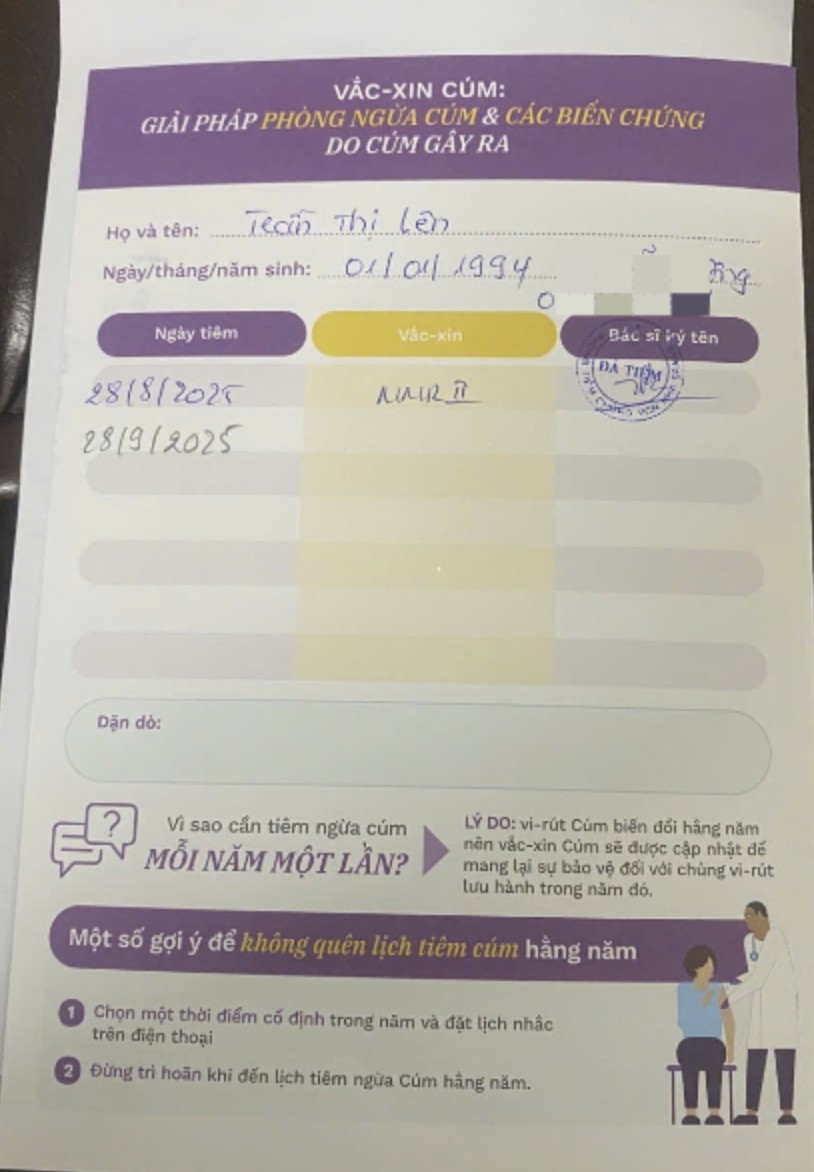 VẮC-XIN CÚM:
GIẢI PHÁP PHÒNG NGỪA CÚM & CÁC BIẾN CHỨNG
DO CÚM GÂY RA
Họ và tên: Trần Thị Lên
Ngày/tháng/năm sinh: 01/01/1994
Ngày tiêm Vắc-xin Bác sĩ ký tên
28/8/2025 MMR II ĐÃ TIÊM
28/9/2025
Dặn dò:
Vì sao cần tiêm ngừa cúm
MỖI NĂM MỘT LẦN?
LÝ DO: vi-rút Cúm biến đổi hằng năm
nên vắc-xin Cúm sẽ được cập nhật để
mang lại sự bảo vệ đối với chủng vi-rút
lưu hành trong năm đó.
Một số gợi ý để không quên lịch tiêm cúm hằng năm
1 Chọn một thời điểm cố định trong năm và đặt lịch nhắc
trên điện thoại
2 Đừng trì hoãn khi đến lịch tiêm ngừa Cúm hằng năm.